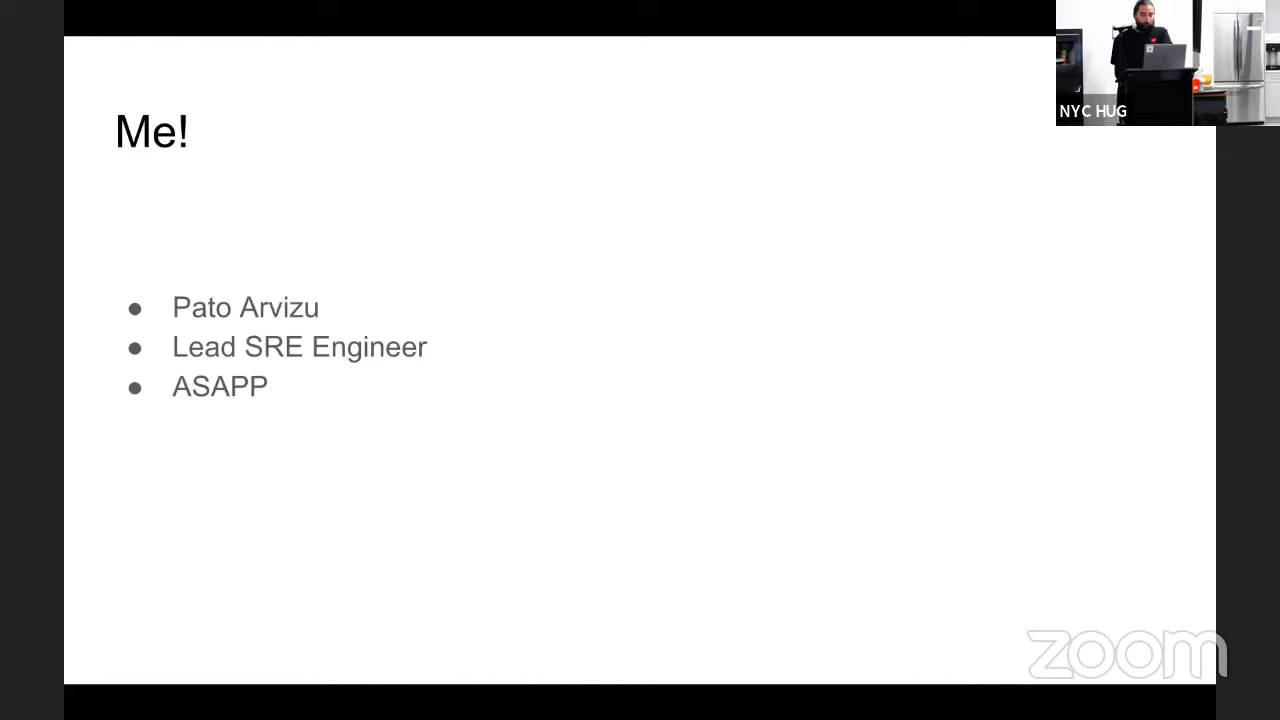 NYC HUG
Me!
● Pato Arvizu
● Lead SRE Engineer
● ASAPP
zoom